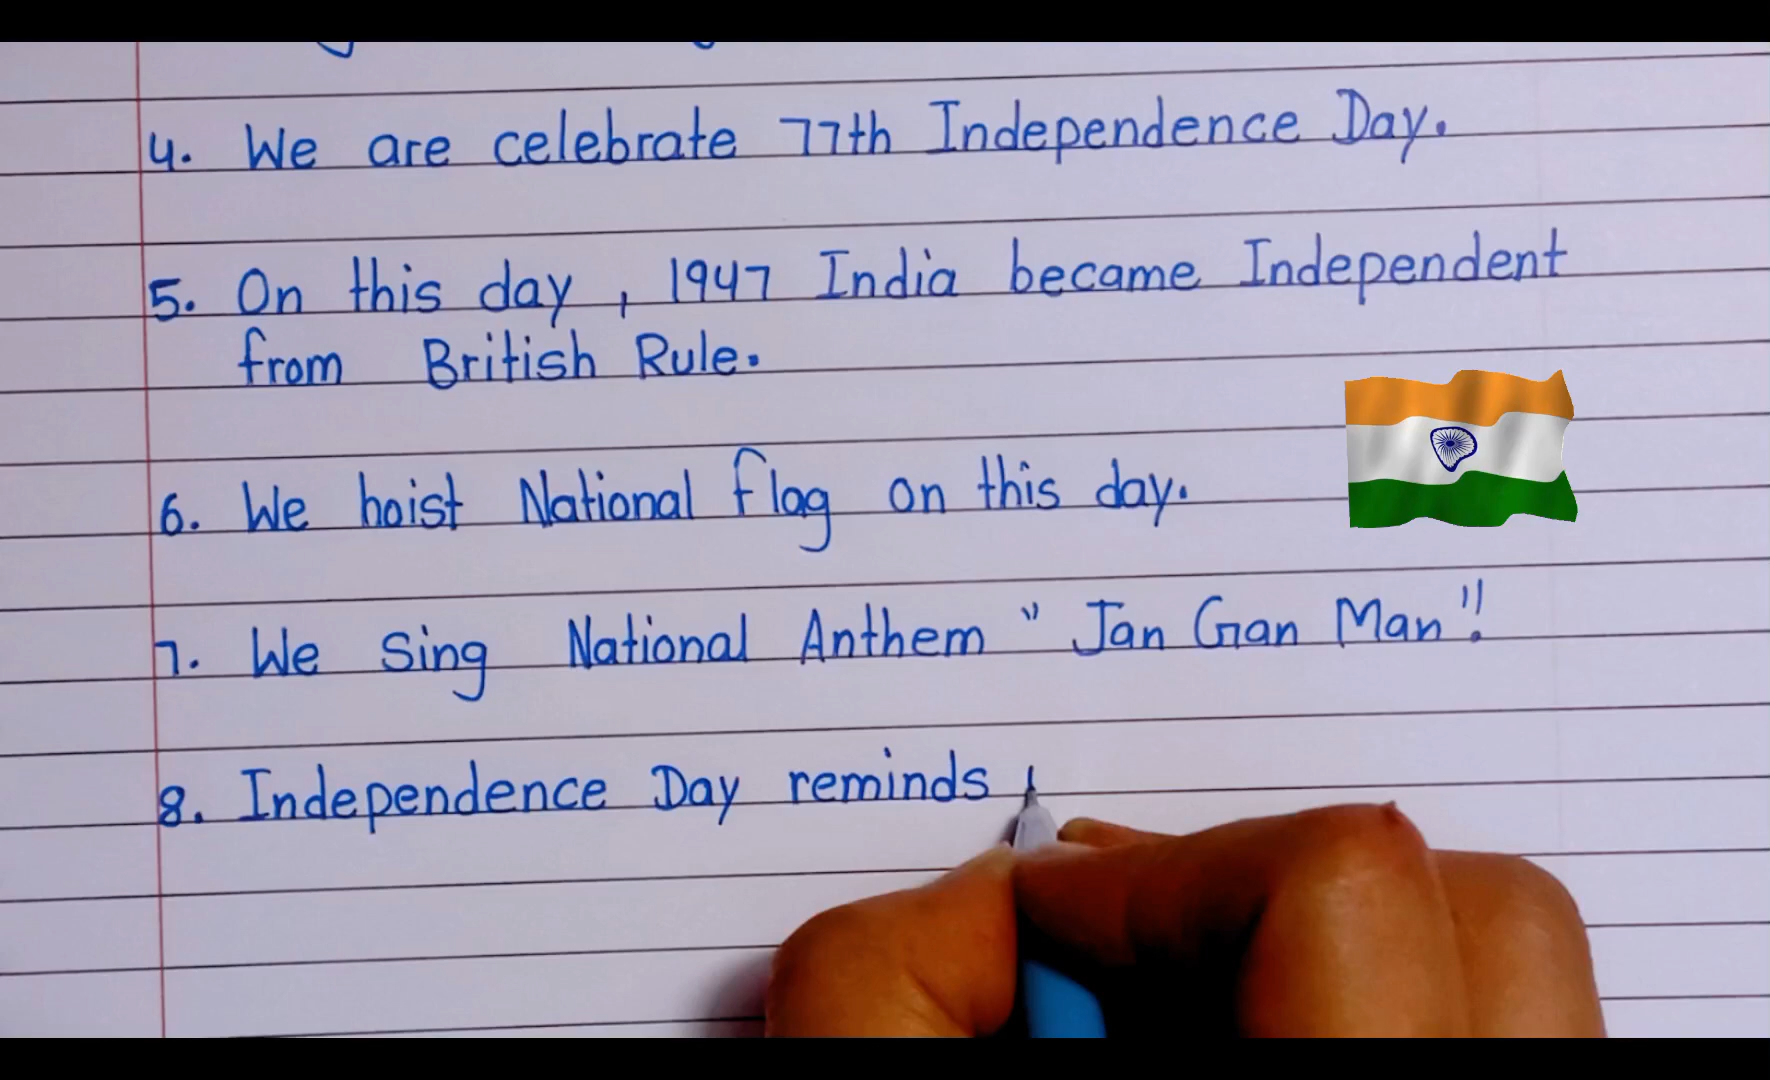 4. We are celebrate 77th Independence Day.
5. On this day, 1947 India became Independent
from British Rule.
6. We hoist National Flag on this day.
7. We Sing National Anthem "Jan Gan Man".
8. Independence Day reminds